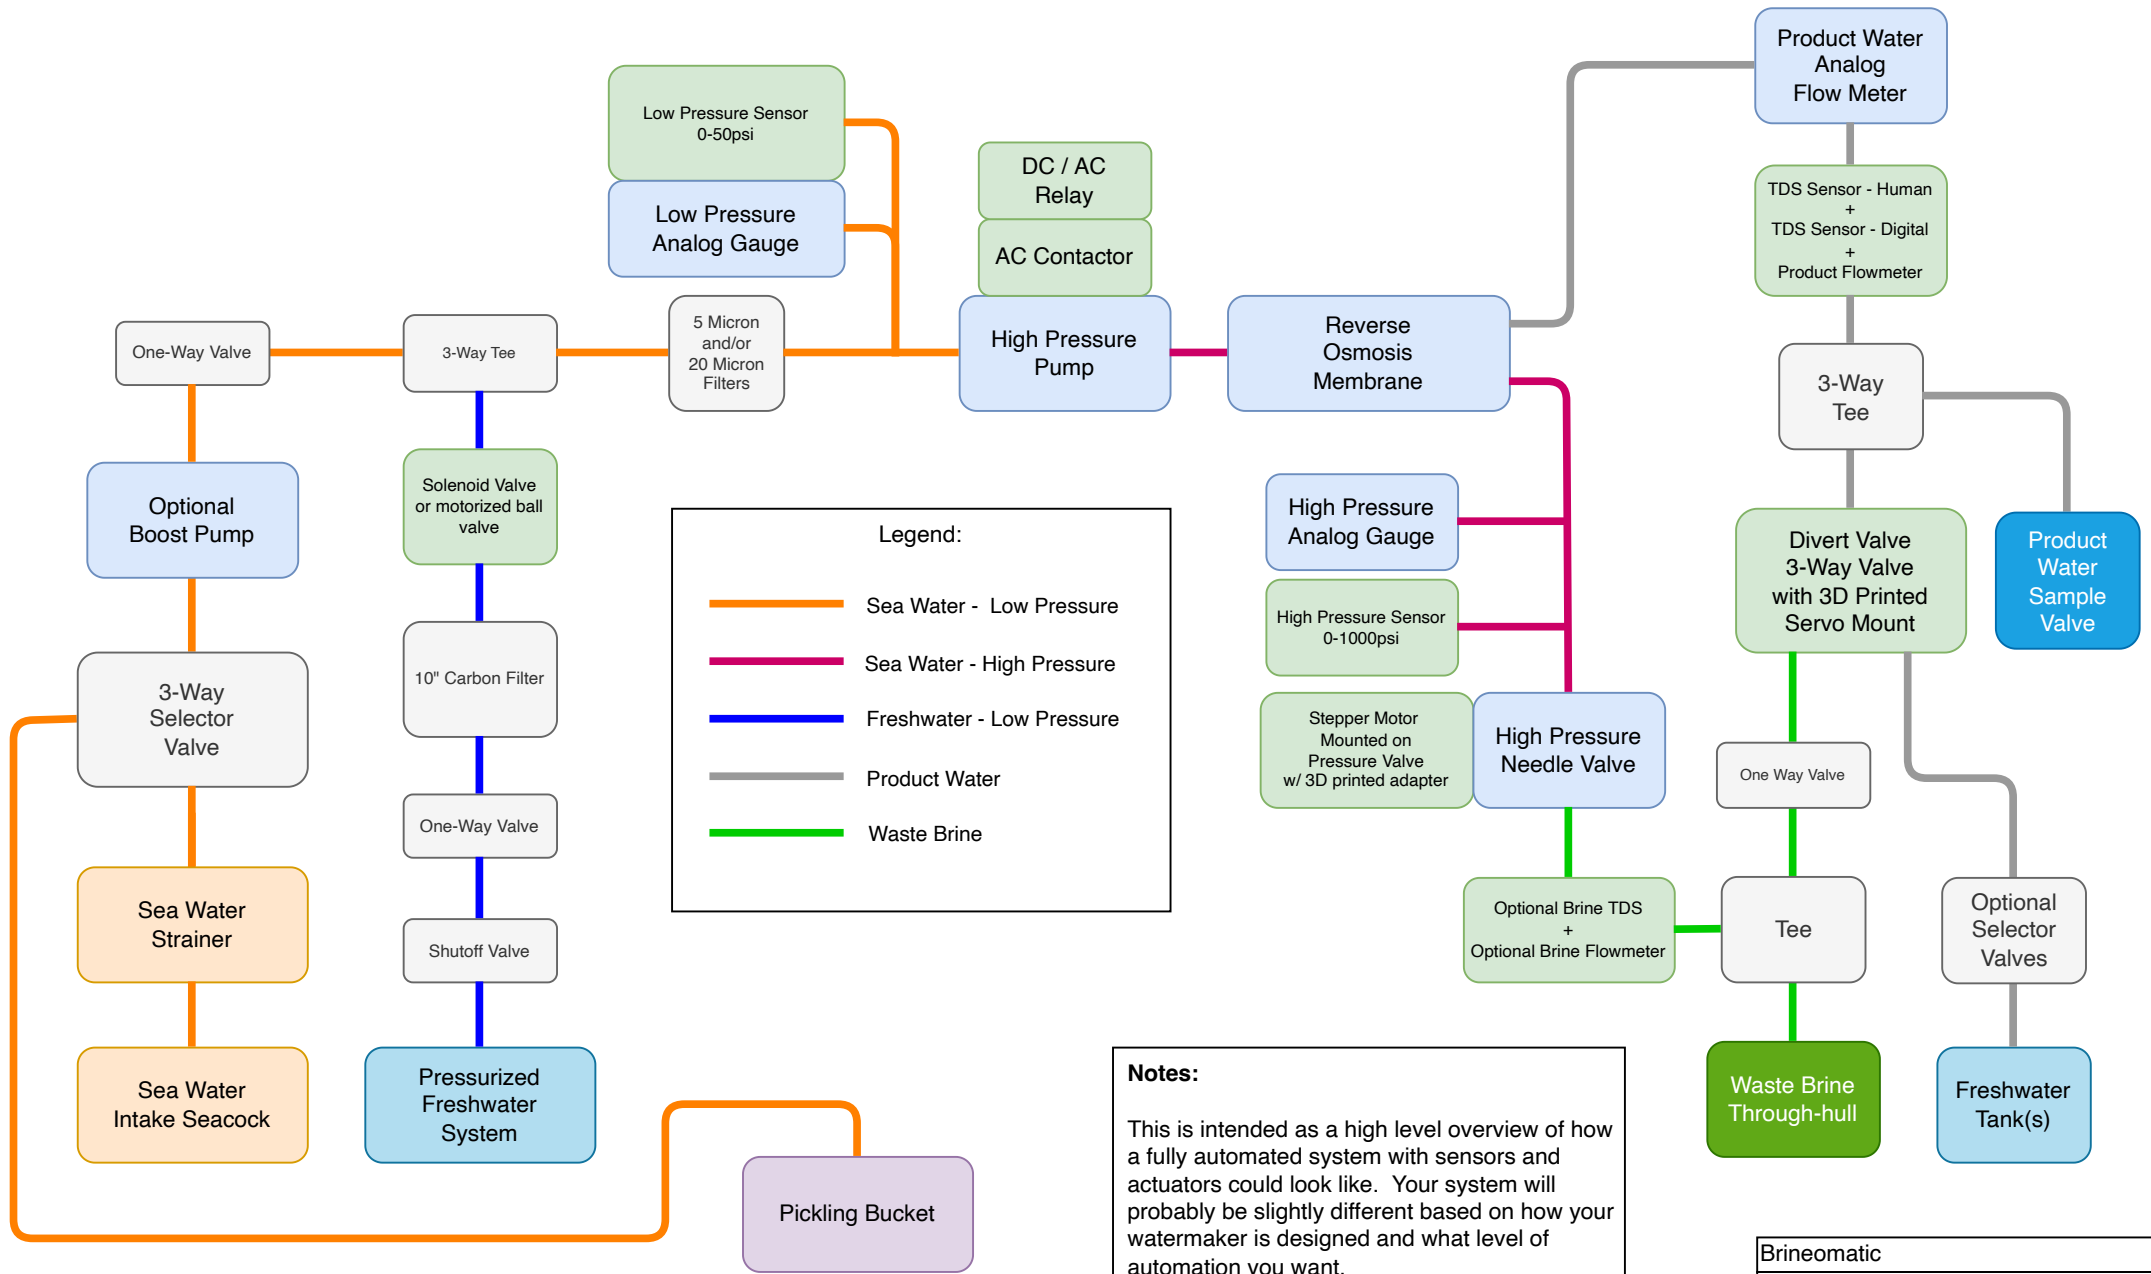 Product Water
Analog
Flow Meter
Low Pressure Sensor
0-50psi
DC / AC
Relay
TDS Sensor - Human
+
TDS Sensor - Digital
+
Product Flowmeter
Low Pressure
Analog Gauge
AC Contactor
One-Way Valve
3-Way Tee
5 Micron
and/or
20 Micron
Filters
High Pressure
Pump
Reverse
Osmosis
Membrane
3-Way
Tee
Optional
Boost Pump
Solenoid Valve
or motorized ball
valve
Legend:
Sea Water -  Low Pressure
Sea Water - High Pressure
Freshwater - Low Pressure
Product Water
Waste Brine
High Pressure
Analog Gauge
High Pressure Sensor
0-1000psi
Divert Valve
3-Way Valve
with 3D Printed
Servo Mount
Product
Water
Sample
Valve
3-Way
Selector
Valve
10" Carbon Filter
Stepper Motor
Mounted on
Pressure Valve
w/ 3D printed adapter
High Pressure
Needle Valve
One Way Valve
One-Way Valve
Sea Water
Strainer
Shutoff Valve
Optional Brine TDS
+
Optional Brine Flowmeter
Tee
Optional
Selector
Valves
Sea Water
Intake Seacock
Pressurized
Freshwater
System
Pickling Bucket
Notes:
This is intended as a high level overview of how
a fully automated system with sensors and
actuators could look like.  Your system will
probably be slightly different based on how your
watermaker is designed and what level of
automation you want.
Waste Brine
Through-hull
Freshwater
Tank(s)
Brineomatic